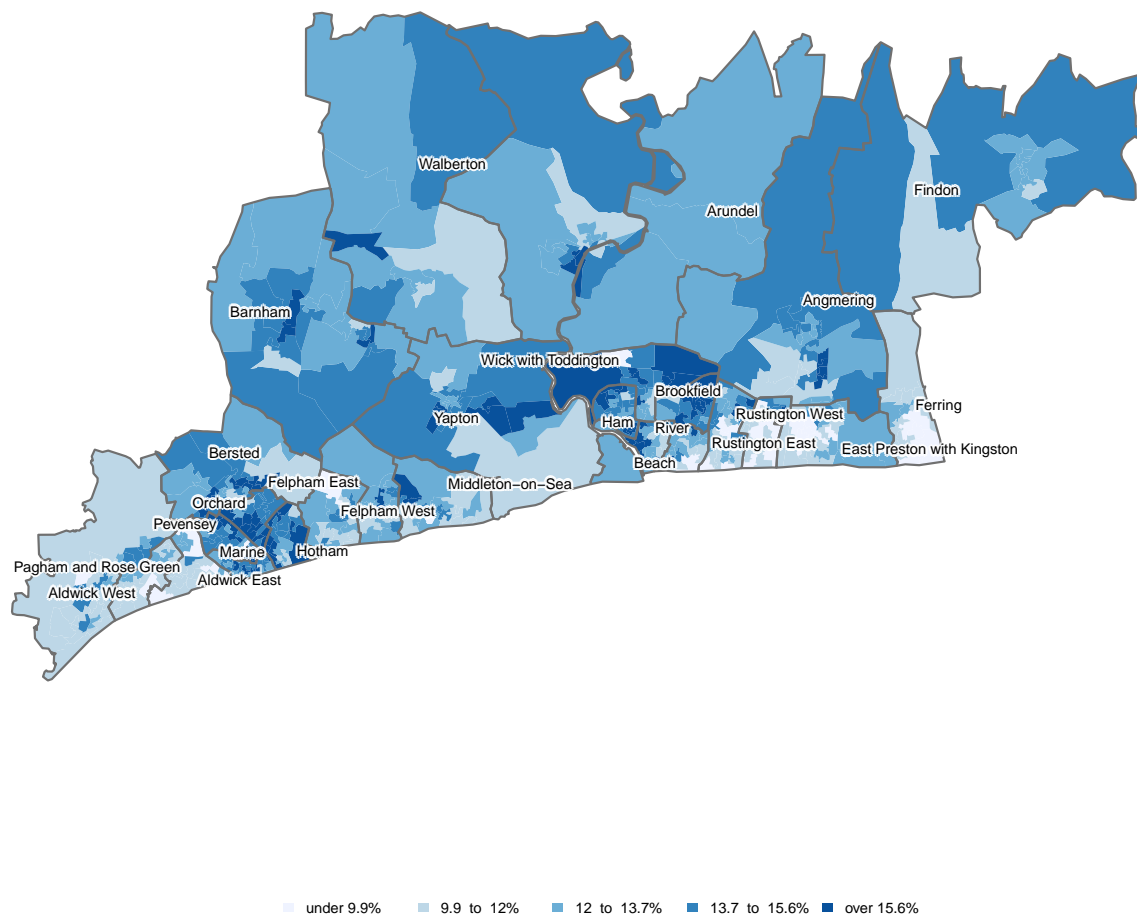 Walberton
Findon
Arundel
Angmering
Barnham
Wick with Toddington
Brookfield
Ferring
Yapton
Ham
River
Rustington West
Rustington East
East Preston with Kingston
Bersted
Beach
Felpham East
Middleton−on−Sea
Orchard
Felpham West
Pevensey
Marine
Hotham
Pagham and Rose Green
Aldwick East
Aldwick West
under 9.9% 9.9 to 12% 12 to 13.7% 13.7 to 15.6% over 15.6%